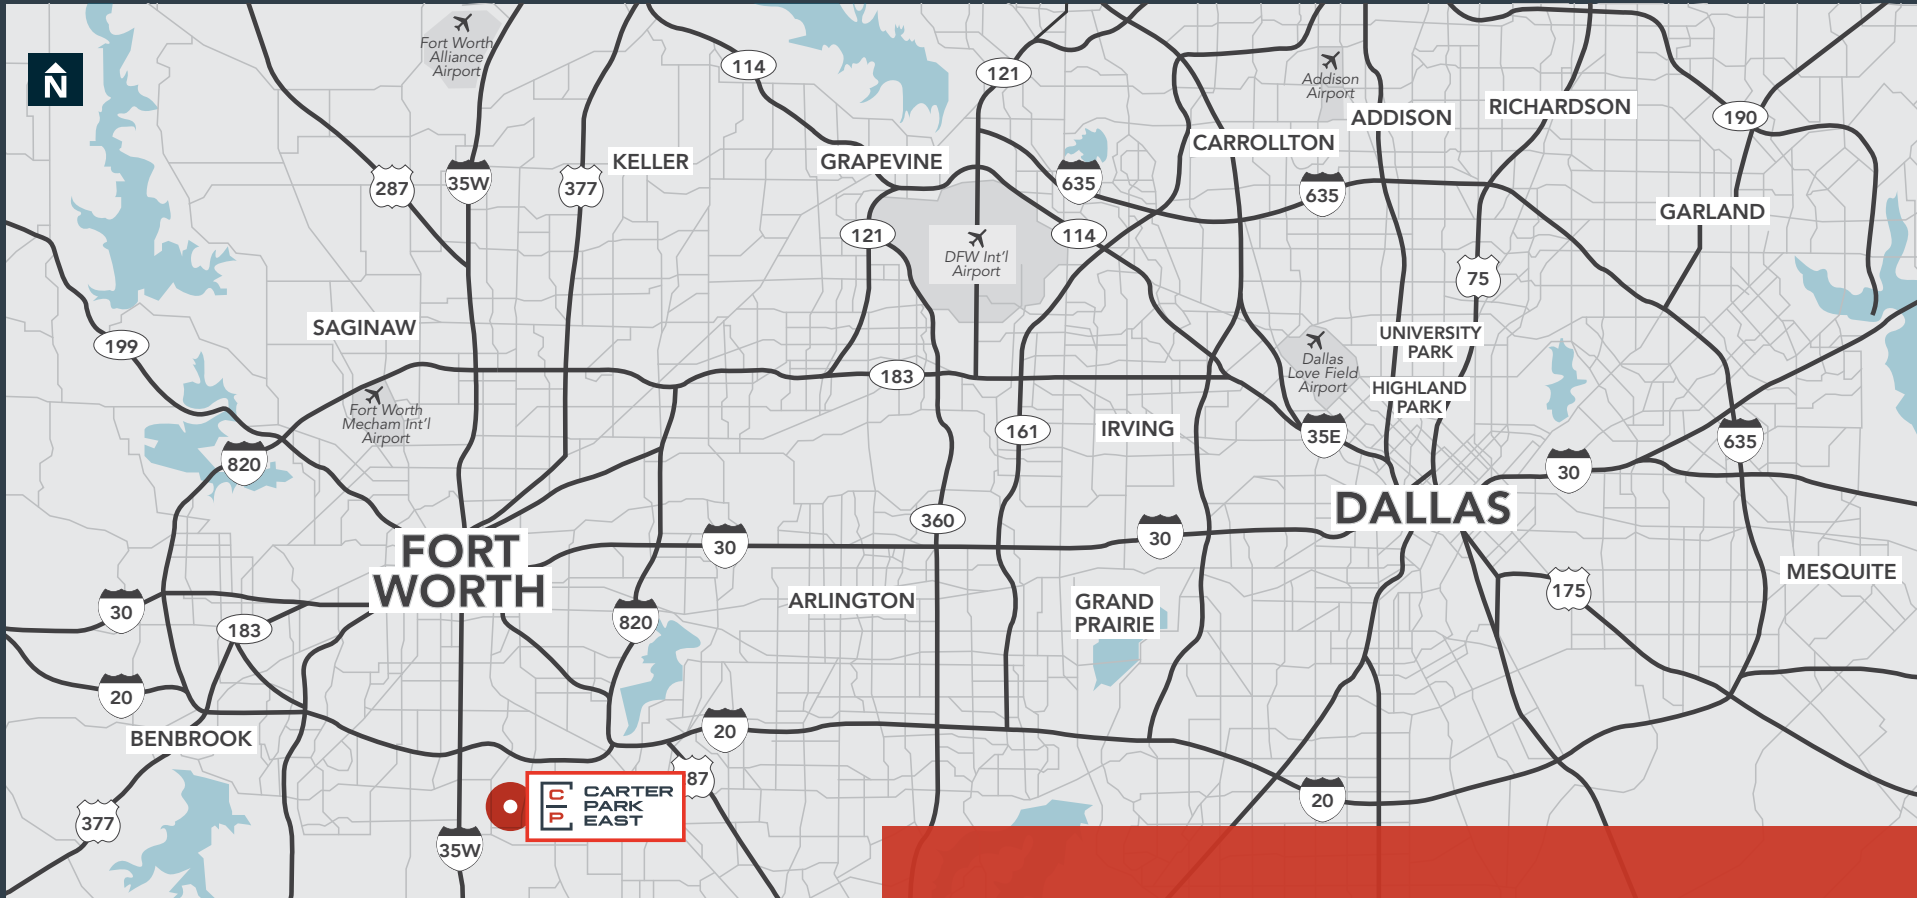 N
Fort Worth
Alliance
Airport
114
121
Addison
Airport
ADDISON
RICHARDSON
190
CARROLLTON
287
35W
377
KELLER
GRAPEVINE
635
635
GARLAND
121
DFW Int'l
Airport
114
75
199
SAGINAW
UNIVERSITY
PARK
Dallas
Love Field
Airport
183
HIGHLAND
PARK
Fort Worth
Mecham Int'l
Airport
820
161
IRVING
35E
635
30
DALLAS
360
FORT
WORTH
30
30
MESQUITE
175
30
183
820
ARLINGTON
GRAND
PRAIRIE
20
BENBROOK
20
87
C
P
CARTER
PARK
EAST
20
377
35W